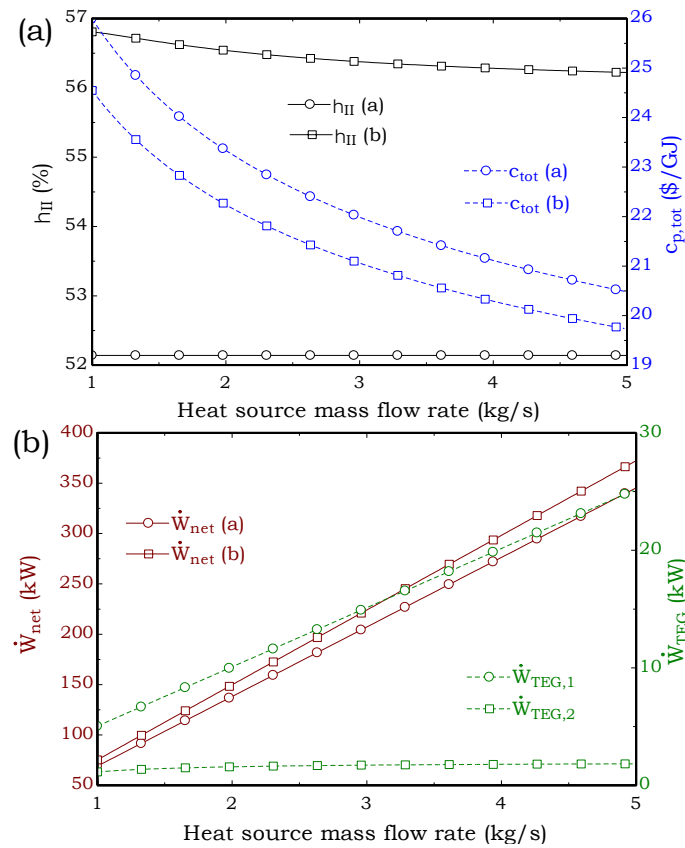 (a)
57
56
55
54
53
52
h_II (%)
h_II (a)
h_II (b)
c_tot (a)
c_tot (b)
26
25
24
23
22
21
20
19
c_p,tot ($/GJ)
1 2 3 4 5
Heat source mass flow rate (kg/s)
(b)
400
350
300
250
200
150
100
50
Ẇ_net (kW)
Ẇ_net (a)
Ẇ_net (b)
Ẇ_TEG,1
Ẇ_TEG,2
30
20
10
0
Ẇ_TEG (kW)
1 2 3 4 5
Heat source mass flow rate (kg/s)